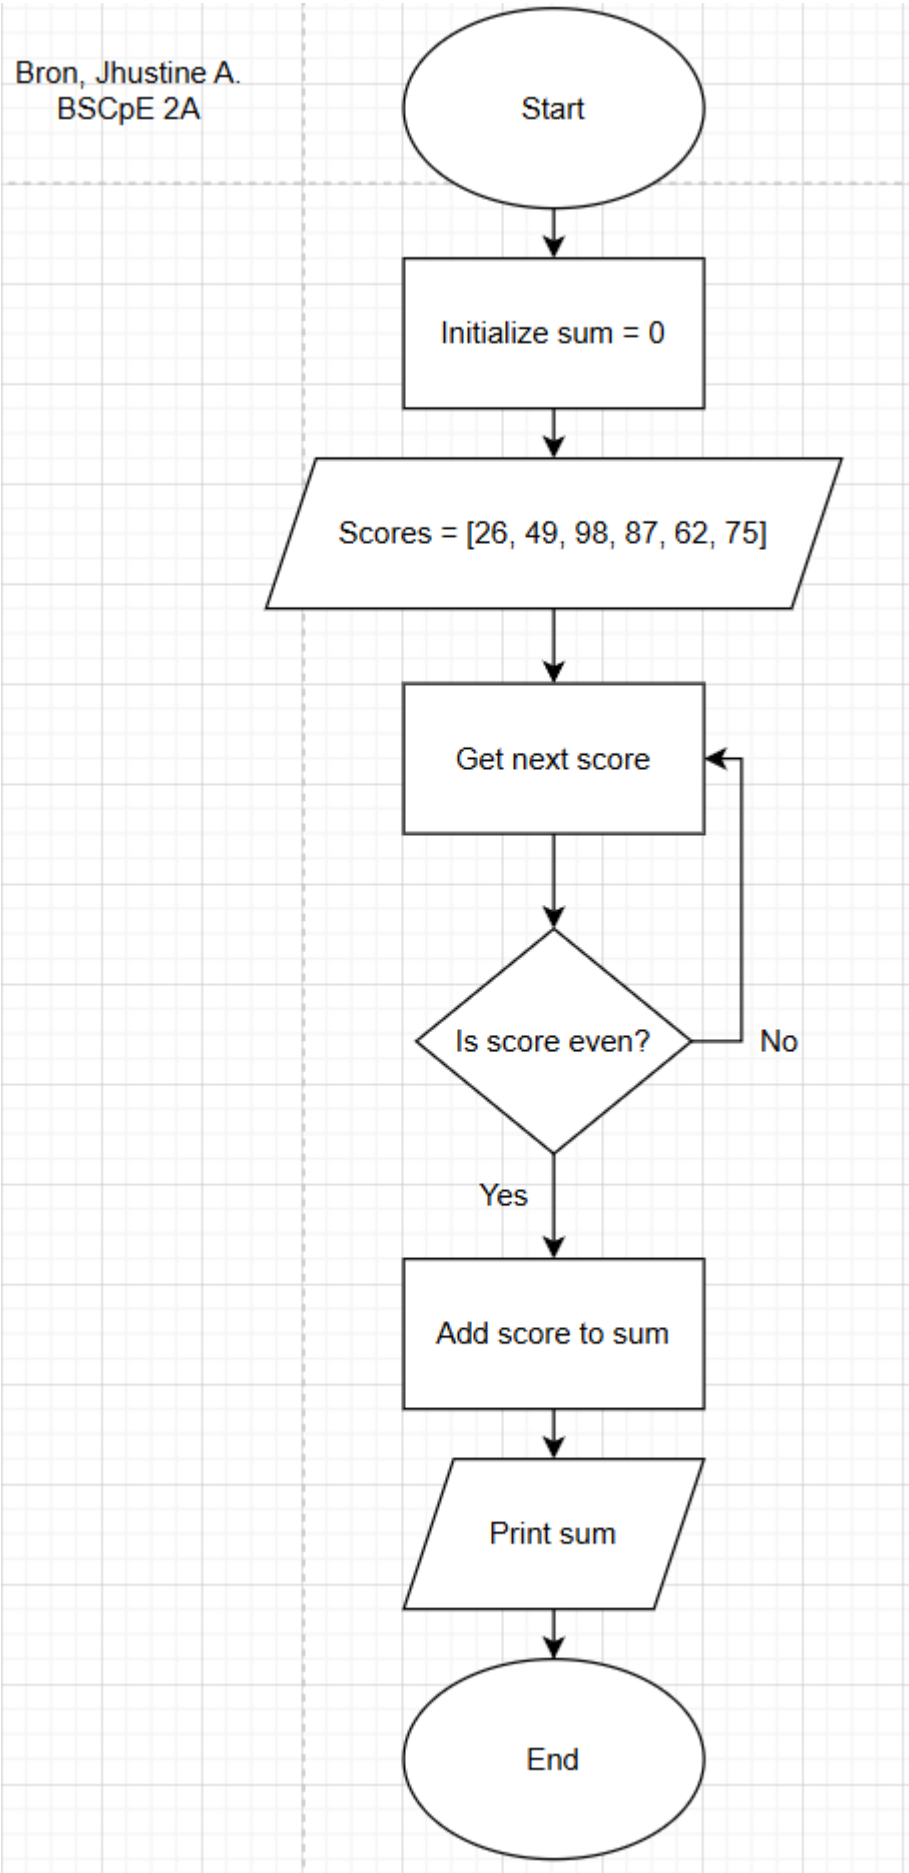 Bron, Jhustine A.
BSCpE 2A
Start
Initialize sum = 0
Scores = [26, 49, 98, 87, 62, 75]
Get next score
Is score even?
No
Yes
Add score to sum
Print sum
End